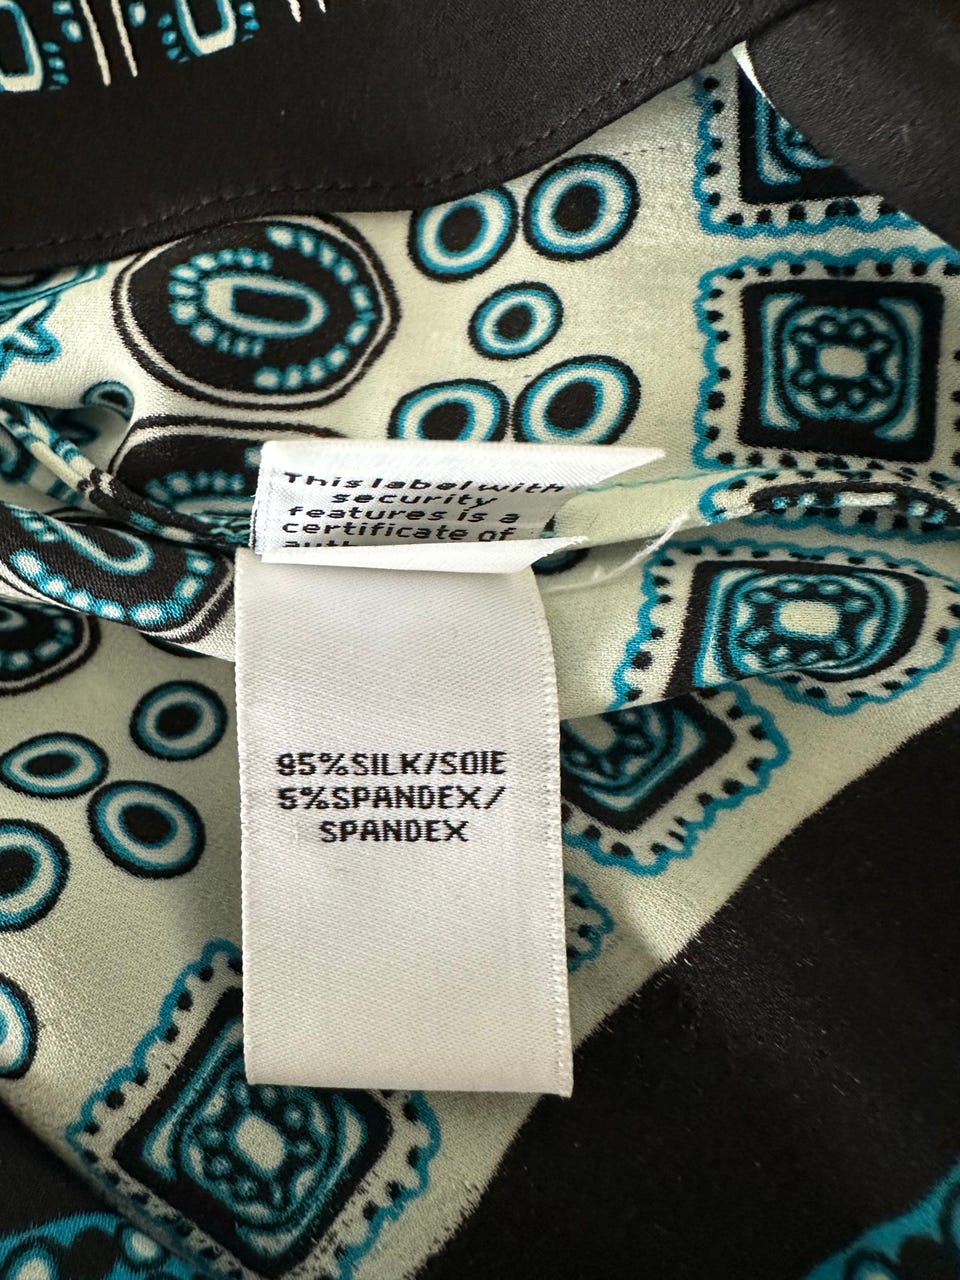 This label with
security
features is a
certificate of
95%SILK/SOIE
5%SPANDEX/
SPANDEX